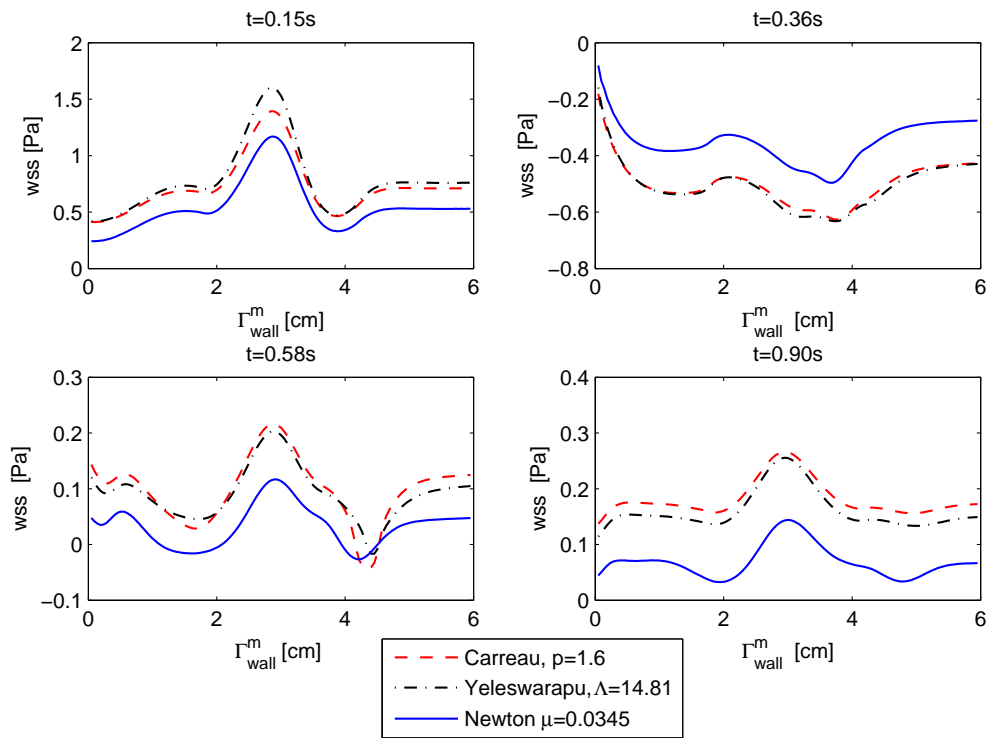 t=0.15s
2
1.5
1
0.5
0
wss [Pa]
0 2 4 6
Γ^m_wall [cm]
t=0.36s
0
−0.2
−0.4
−0.6
−0.8
wss [Pa]
0 2 4 6
Γ^m_wall [cm]
t=0.58s
0.3
0.2
0.1
0
−0.1
wss [Pa]
0 2 4 6
Γ^m_wall [cm]
t=0.90s
0.4
0.3
0.2
0.1
0
wss [Pa]
0 2 4 6
Γ^m_wall [cm]
Carreau, p=1.6
Yeleswarapu, Λ=14.81
Newton μ=0.0345